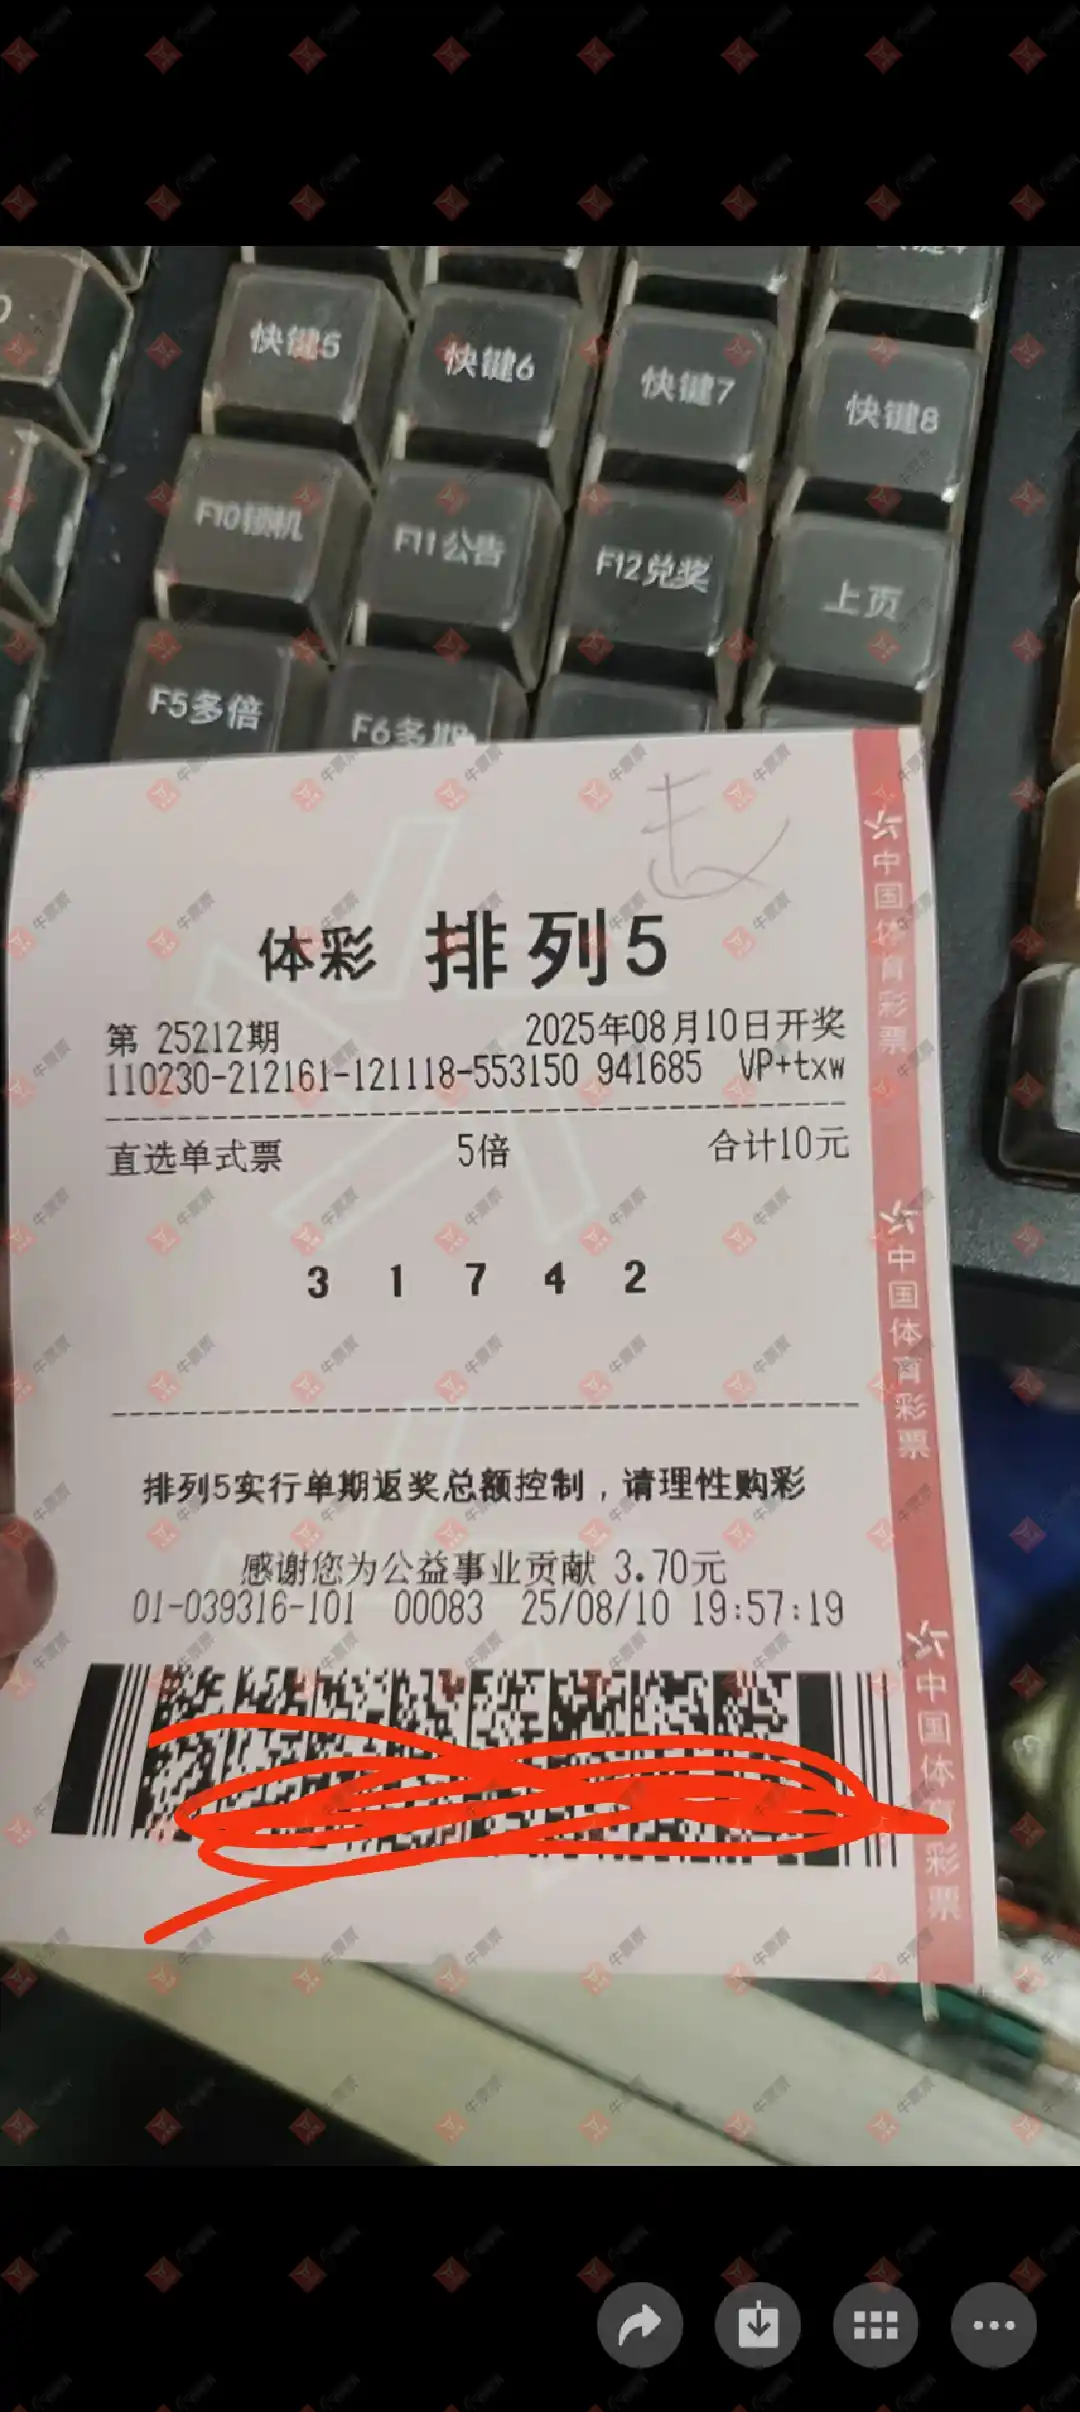 快键5 快键6 快键7 快键8
F10锁机 F11公告 F12兑奖 上页
F5多倍 F6多期
体彩 排列5
第 25212期 2025年08月10日开奖
110230-212161-121118-553150 941685 VP+txw
直选单式票 5倍 合计10元
3 1 7 4 2
排列5实行单期返奖总额控制，请理性购彩
感谢您为公益事业贡献 3.70元
01-039316-101 00083 25/08/10 19:57:19
中国体育彩票
中国体育彩票
中国体育彩票
牛票票